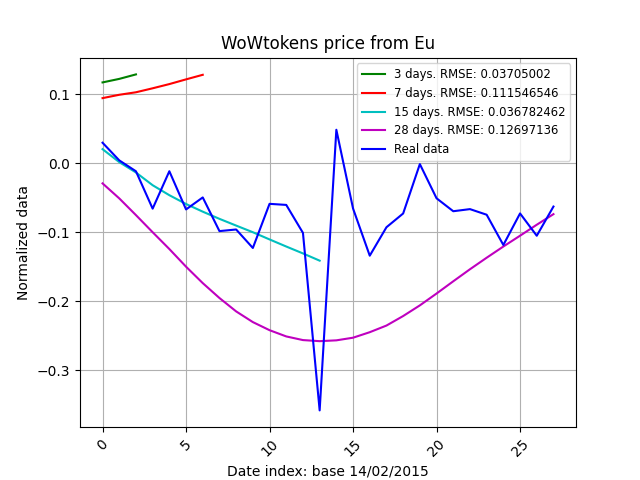 WoWtokens price from Eu
3 days. RMSE: 0.03705002
7 days. RMSE: 0.111546546
15 days. RMSE: 0.036782462
28 days. RMSE: 0.12697136
Real data
Normalized data
0.1
0.0
−0.1
−0.2
−0.3
0 5 10 15 20 25
Date index: base 14/02/2015